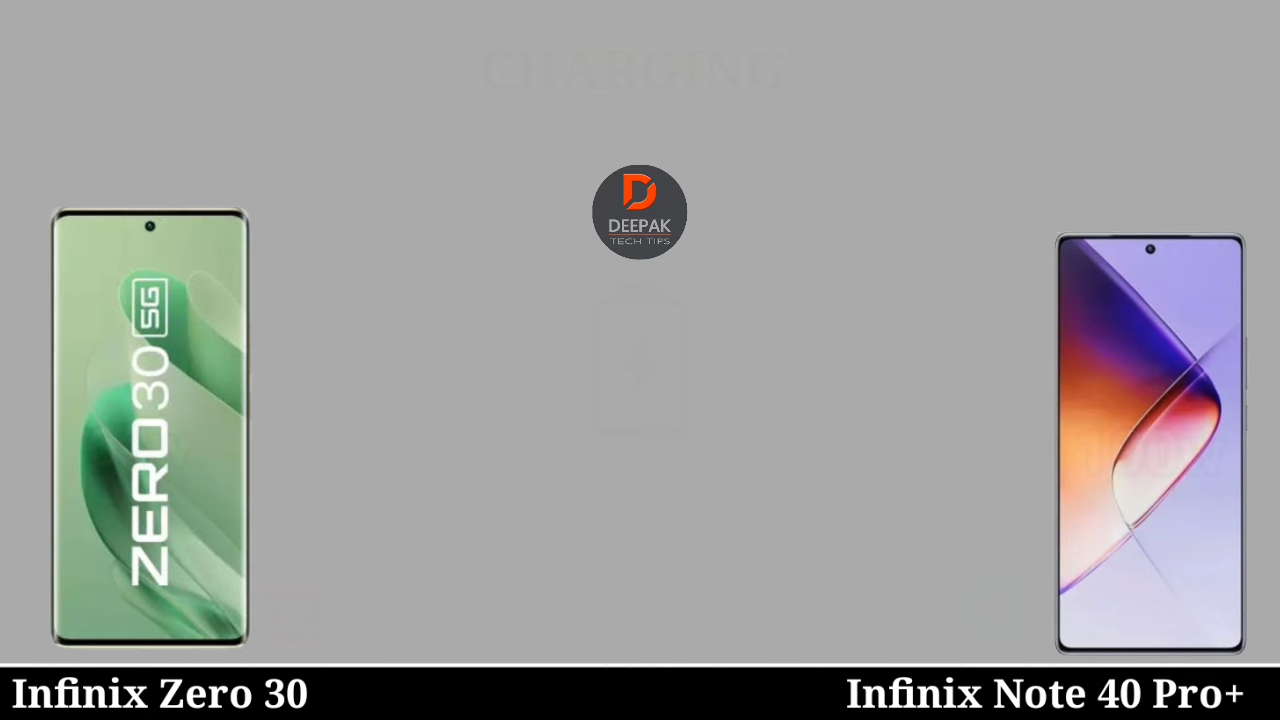 CHARGING
DEEPAK
TECH TIPS
ZERO 30 5G
Infinix Zero 30
Infinix Note 40 Pro+